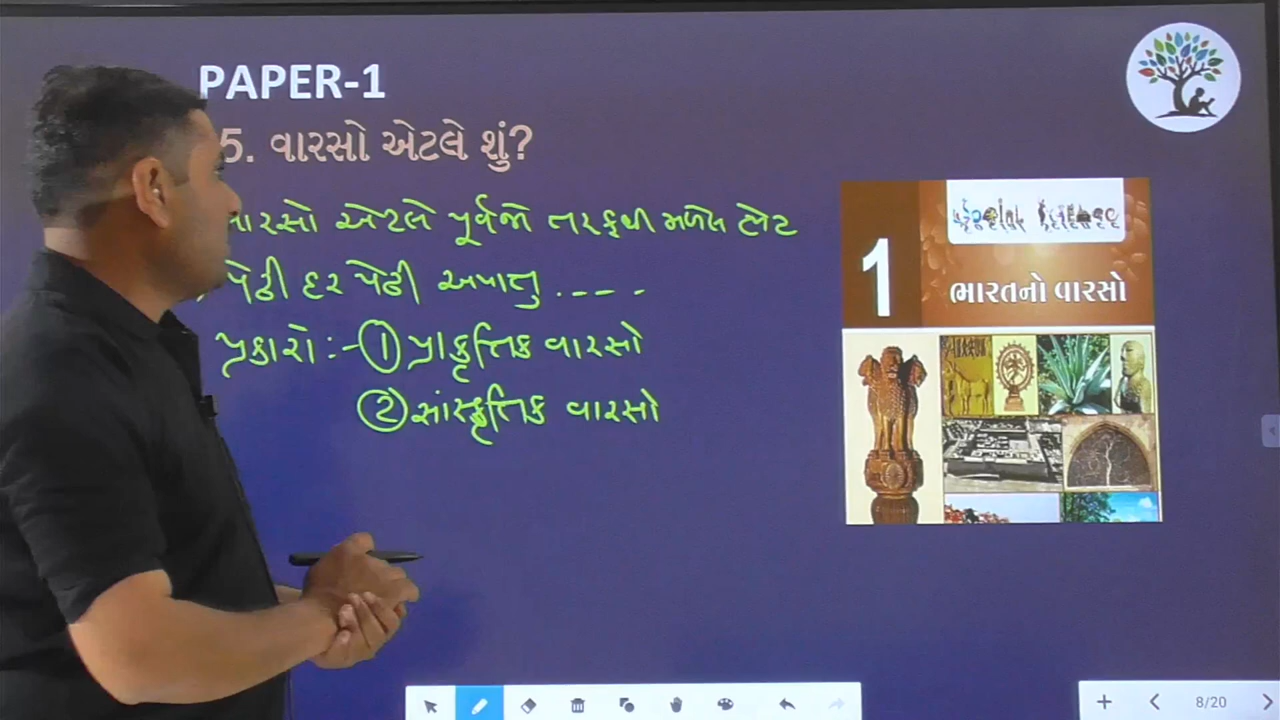 PAPER-1
5. વારસો એટલે શું?
વારસો એટલે પૂર્વજો તરફથી મળેલ ભેટ
પેઢી દર પેઢી અપાતુ ----
પ્રકારો :- ① પ્રાકૃતિક વારસો
② સાંસ્કૃતિક વારસો
1
ભારતનો વારસો
8/20